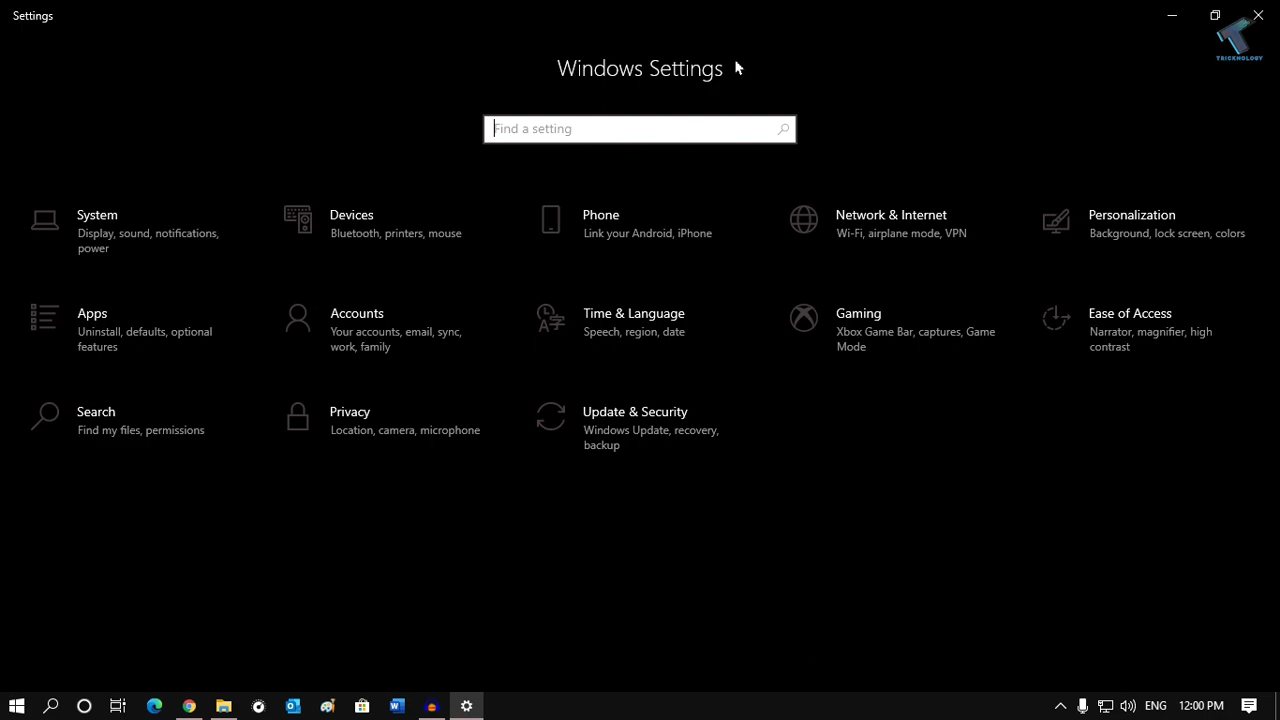 Settings
TRICKNOLOGY
Windows Settings
Find a setting
System
Display, sound, notifications,
power
Devices
Bluetooth, printers, mouse
Phone
Link your Android, iPhone
Network & Internet
Wi-Fi, airplane mode, VPN
Personalization
Background, lock screen, colors
Apps
Uninstall, defaults, optional
features
Accounts
Your accounts, email, sync,
work, family
Time & Language
Speech, region, date
Gaming
Xbox Game Bar, captures, Game
Mode
Ease of Access
Narrator, magnifier, high
contrast
Search
Find my files, permissions
Privacy
Location, camera, microphone
Update & Security
Windows Update, recovery,
backup
ENG
12:00 PM